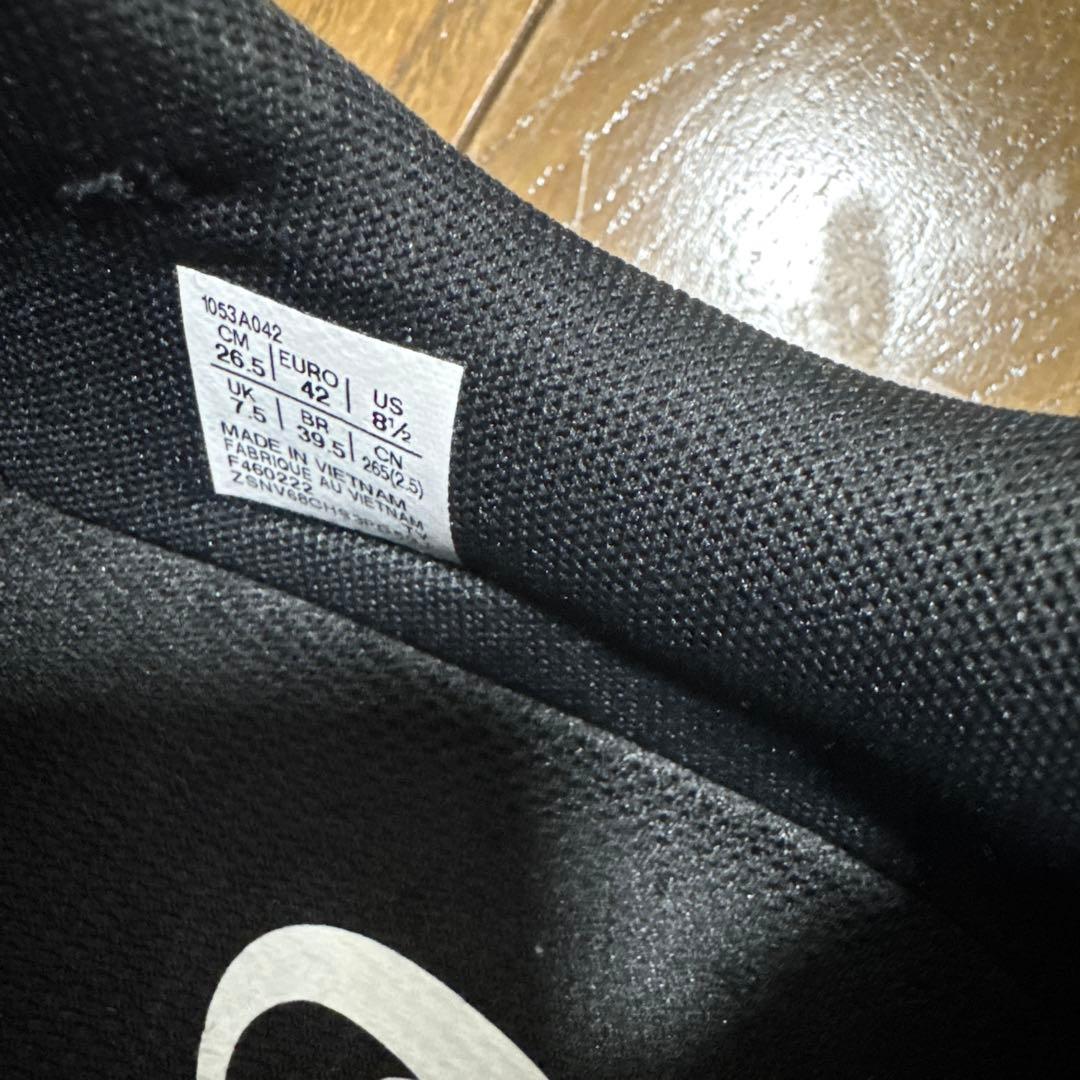 1053A042
CM EURO US
26.5 42 8½
UK BR CN
7.5 39.5 265(2.5)
MADE IN VIETNAM
FABRIQUE AU VIETNAM
F460222